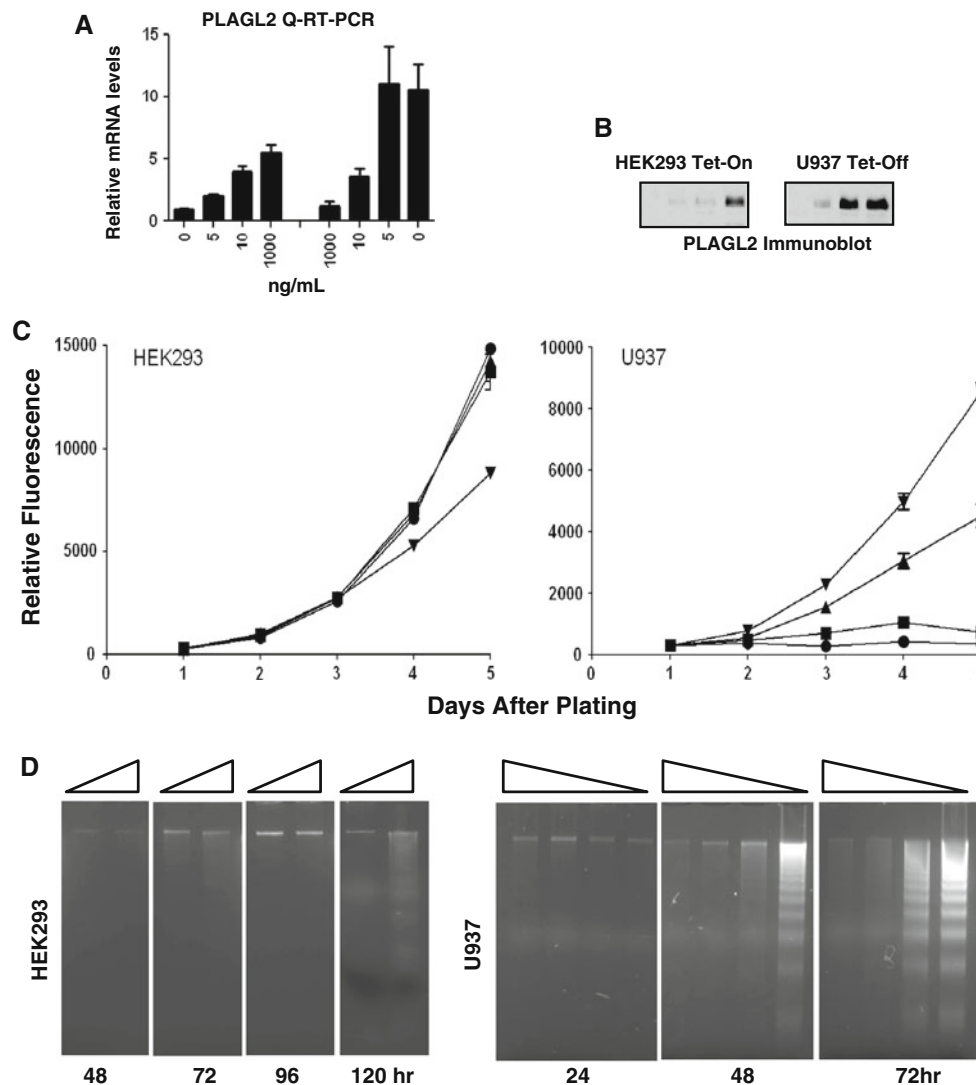 A
PLAGL2 Q-RT-PCR
Relative mRNA levels
15
10
5
0
0 5 10 1000 1000 10 5 0
ng/mL
B
HEK293 Tet-On U937 Tet-Off
PLAGL2 Immunoblot
C
Relative Fluorescence
HEK293
15000
10000
5000
0
0 1 2 3 4 5
U937
10000
8000
6000
4000
2000
0
0 1 2 3 4
Days After Plating
D
HEK293
48 72 96 120 hr
U937
24 48 72hr